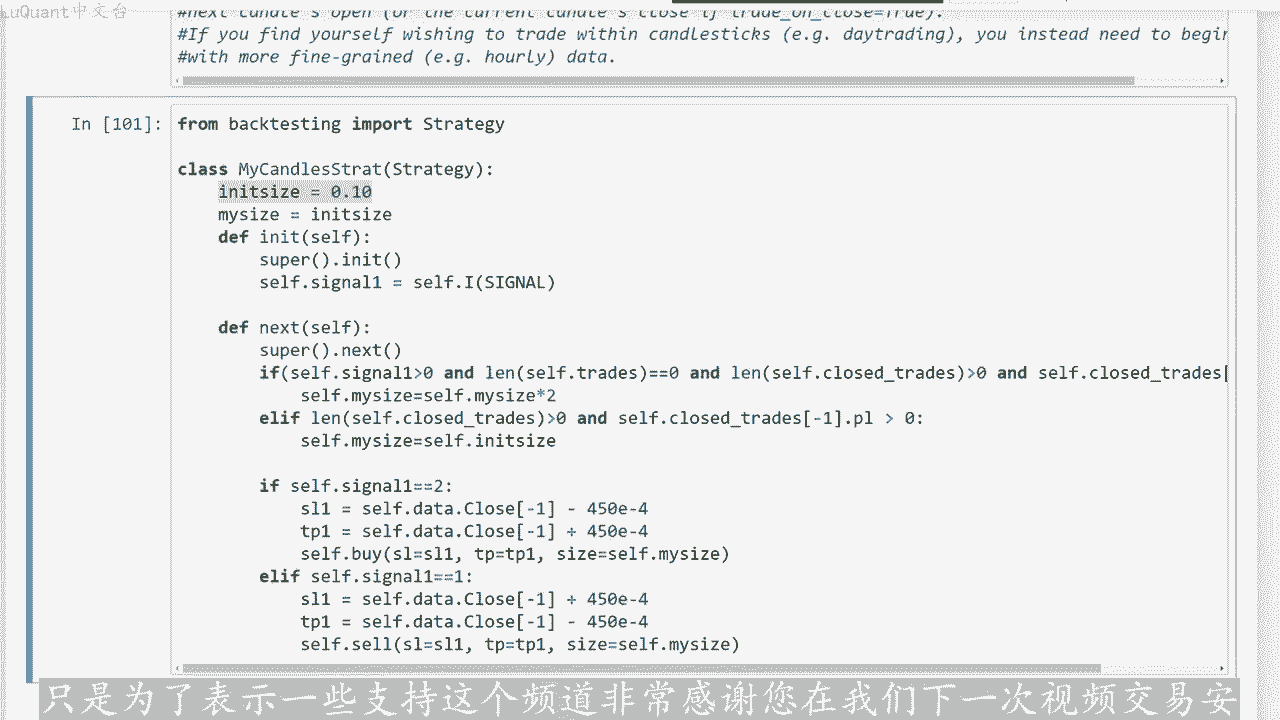 LuQuant中文台
#next candle's open (or the current candle's close if trade_on_close=True).
#If you find yourself wishing to trade within candlesticks (e.g. daytrading), you instead need to begin
#with more fine-grained (e.g. hourly) data.
In [101]: from backtesting import Strategy
class MyCandlesStrat(Strategy):
initsize = 0.10
mysize = initsize
def init(self):
super().init()
self.signal1 = self.I(SIGNAL)
def next(self):
super().next()
if(self.signal1>0 and len(self.trades)==0 and len(self.closed_trades)>0 and self.closed_trades[
self.mysize=self.mysize*2
elif len(self.closed_trades)>0 and self.closed_trades[-1].pl > 0:
self.mysize=self.initsize
if self.signal1==2:
sl1 = self.data.Close[-1] - 450e-4
tp1 = self.data.Close[-1] + 450e-4
self.buy(sl=sl1, tp=tp1, size=self.mysize)
elif self.signal1==1:
sl1 = self.data.Close[-1] + 450e-4
tp1 = self.data.Close[-1] - 450e-4
self.sell(sl=sl1, tp=tp1, size=self.mysize)
只是为了表示一些支持这个频道非常感谢您在我们下一次视频交易安